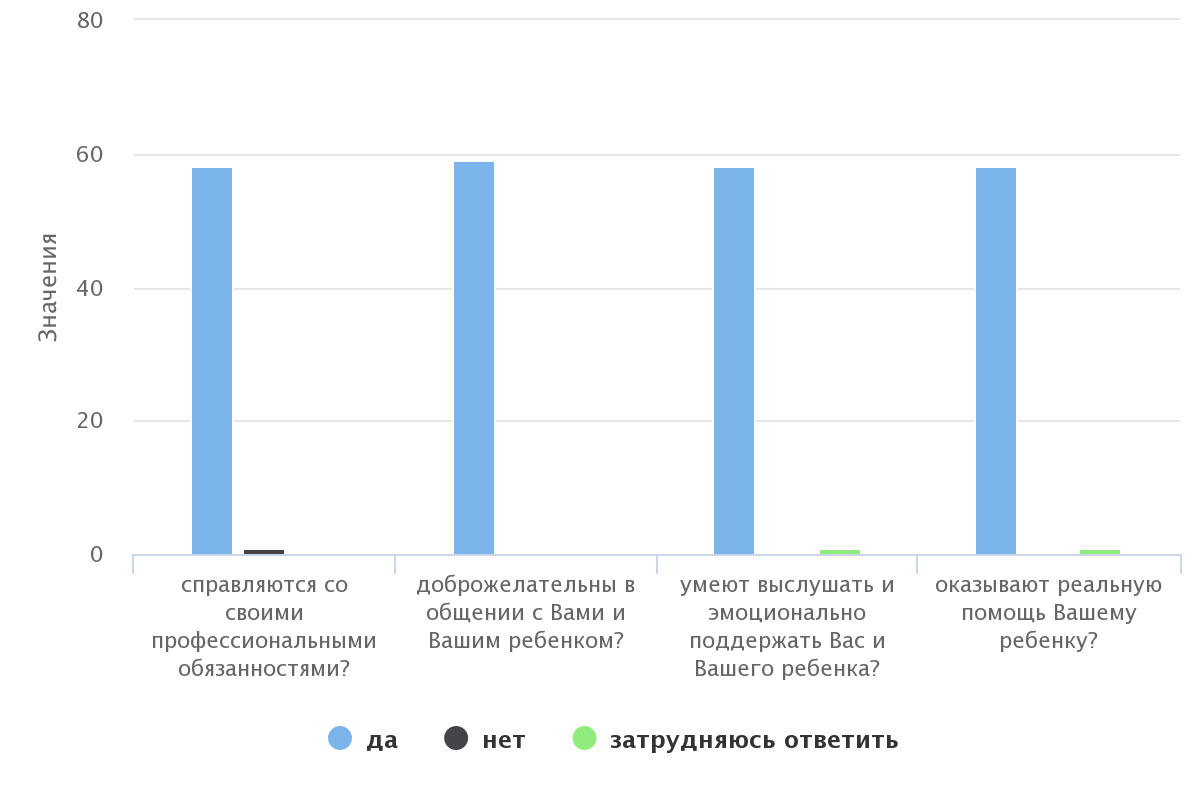 80
60
40
20
0
Значения
справляются со
своими
профессиональными
обязанностями?
доброжелательны в
общении с Вами и
Вашим ребенком?
умеют выслушать и
эмоционально
поддержать Вас и
Вашего ребенка?
оказывают реальную
помощь Вашему
ребенку?
да
нет
затрудняюсь ответить